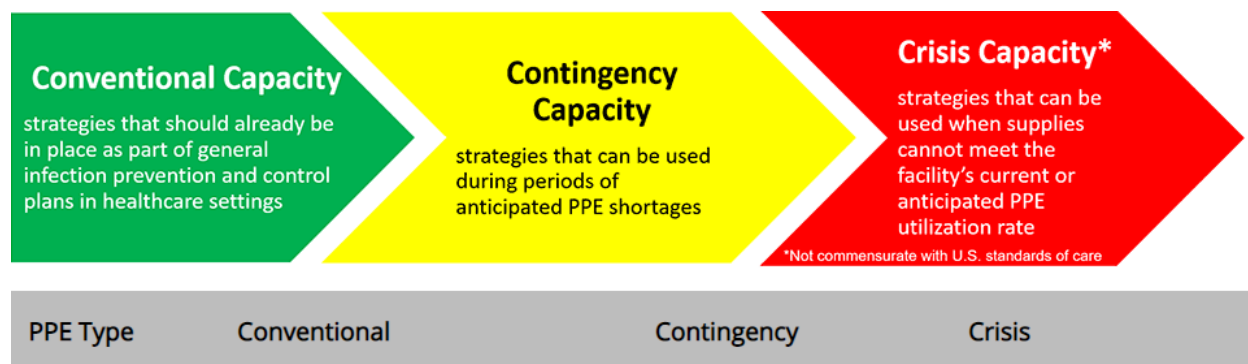 Conventional Capacity
strategies that should already be
in place as part of general
infection prevention and control
plans in healthcare settings
Contingency
Capacity
strategies that can be used
during periods of
anticipated PPE shortages
Crisis Capacity*
strategies that can be
used when supplies
cannot meet the
facility's current or
anticipated PPE
utilization rate
*Not commensurate with U.S. standards of care
PPE Type Conventional Contingency Crisis